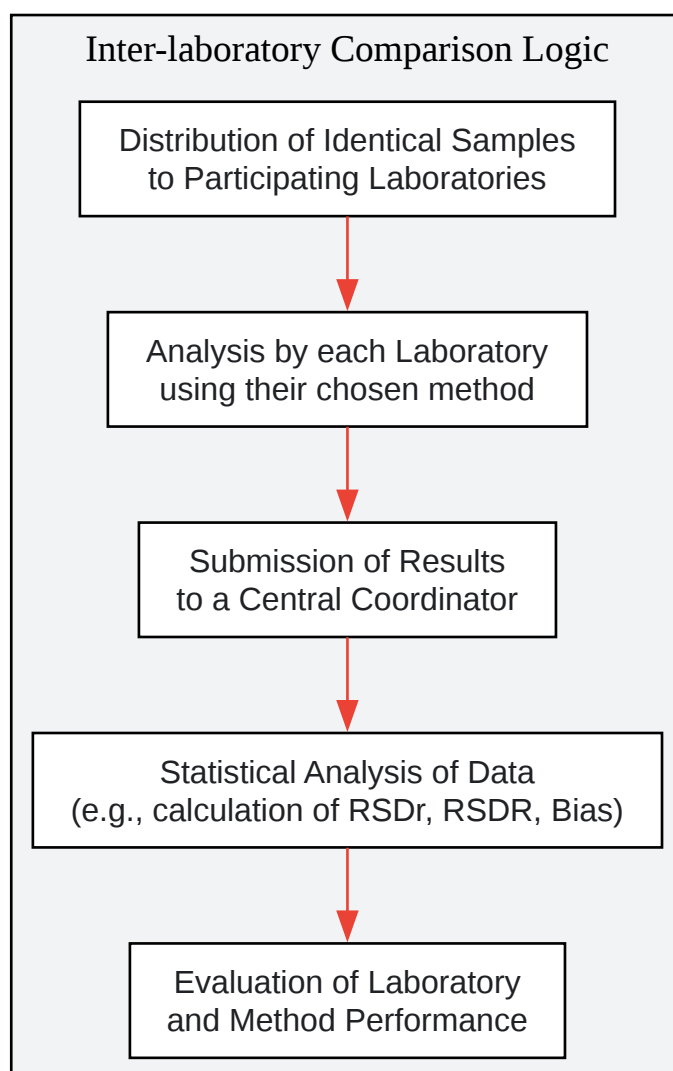 Inter-laboratory Comparison Logic
Distribution of Identical Samples
to Participating Laboratories
Analysis by each Laboratory
using their chosen method
Submission of Results
to a Central Coordinator
Statistical Analysis of Data
(e.g., calculation of RSDr, RSDR, Bias)
Evaluation of Laboratory
and Method Performance